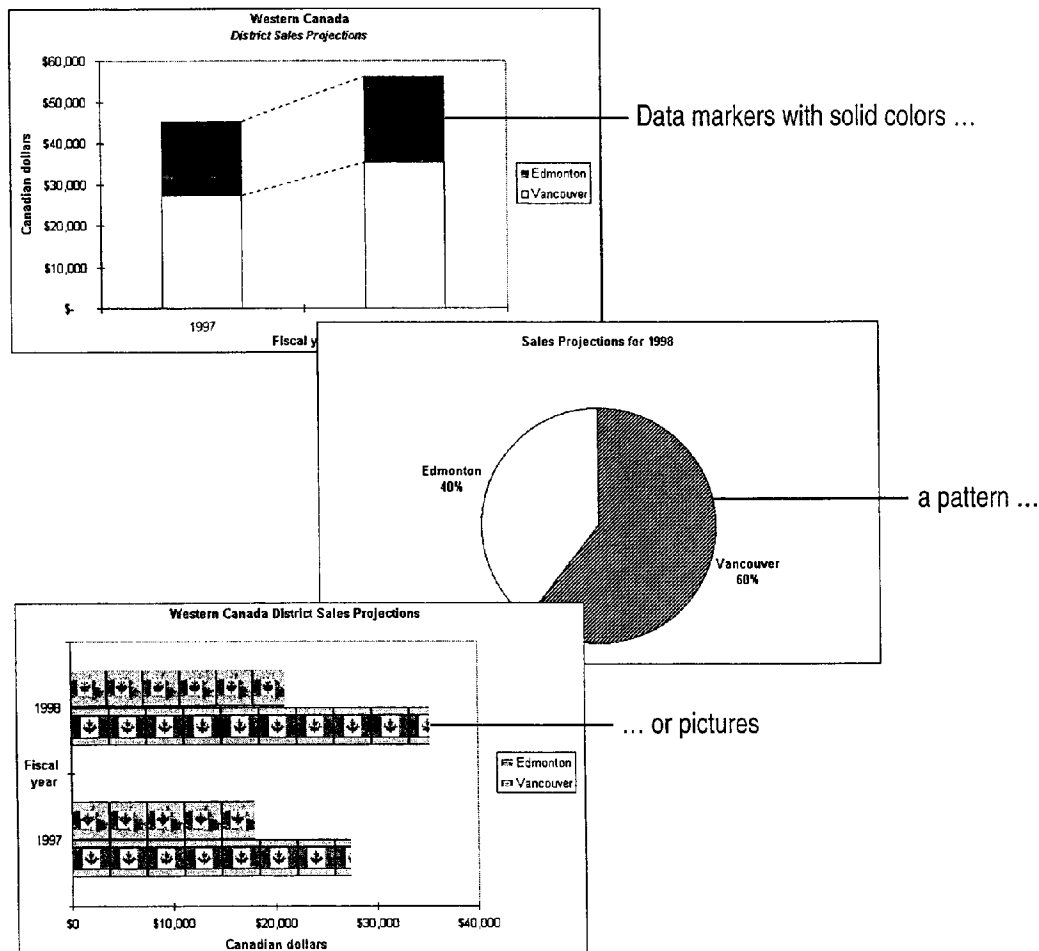 Western Canada
District Sales Projections
$60,000
$50,000
$40,000
$30,000
$20,000
$10,000
$-
Canadian dollars
1997
Fiscal y
Edmonton
Vancouver
Data markers with solid colors ...
Sales Projections for 1998
Edmonton
40%
Vancouver
60%
a pattern ...
Western Canada District Sales Projections
1998
Fiscal
year
1997
$0
$10,000
$20,000
$30,000
$40,000
Canadian dollars
Edmonton
Vancouver
... or pictures